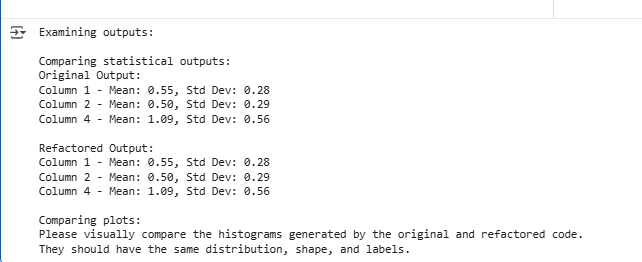 Examining outputs:
Comparing statistical outputs:
Original Output:
Column 1 - Mean: 0.55, Std Dev: 0.28
Column 2 - Mean: 0.50, Std Dev: 0.29
Column 4 - Mean: 1.09, Std Dev: 0.56
Refactored Output:
Column 1 - Mean: 0.55, Std Dev: 0.28
Column 2 - Mean: 0.50, Std Dev: 0.29
Column 4 - Mean: 1.09, Std Dev: 0.56
Comparing plots:
Please visually compare the histograms generated by the original and refactored code.
They should have the same distribution, shape, and labels.